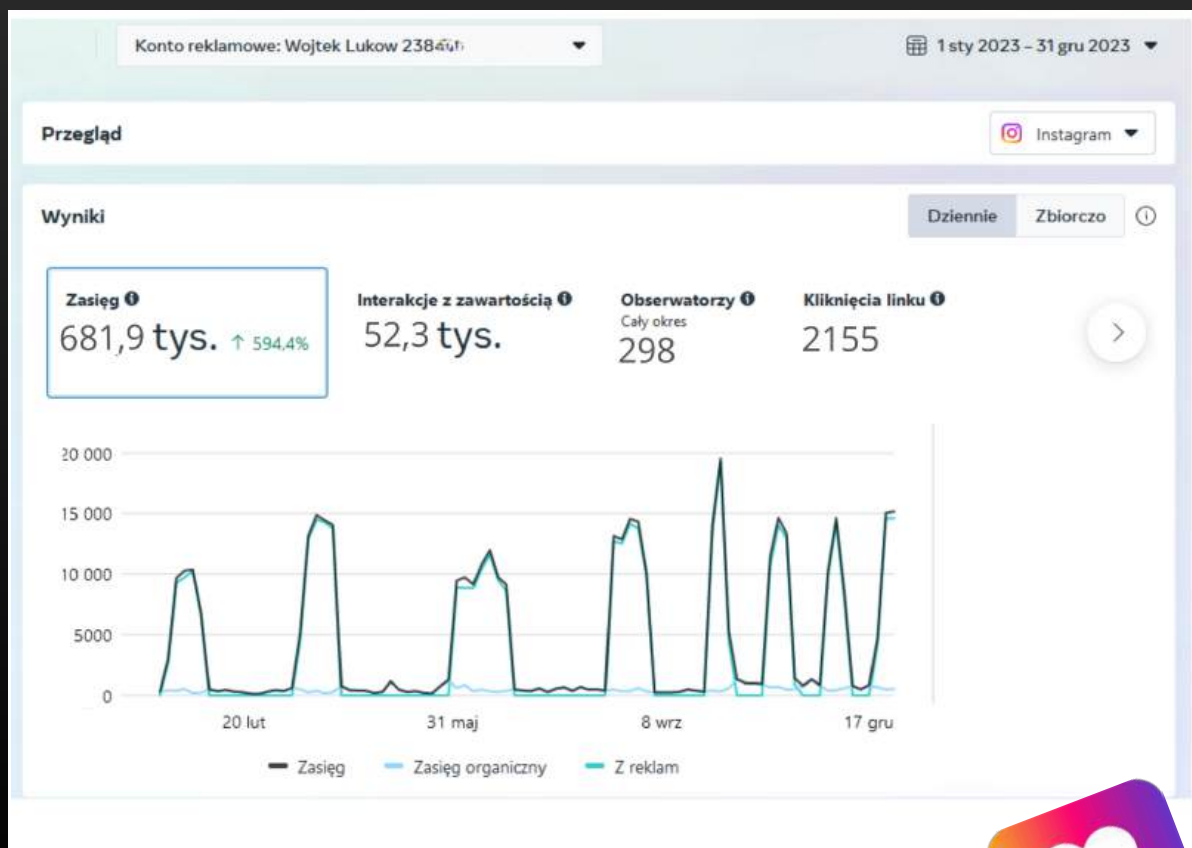 Konto reklamowe: Wojtek Lukow
1 sty 2023 – 31 gru 2023
Przegląd
Instagram
Wyniki
Dziennie
Zbiorczo
Zasięg
681,9 tys. ↑ 594,4%
Interakcje z zawartością
52,3 tys.
Obserwatorzy
Cały okres
298
Kliknięcia linku
2155
20 000
15 000
10 000
5000
0
20 lut
31 maj
8 wrz
17 gru
Zasięg
Zasięg organiczny
Z reklam